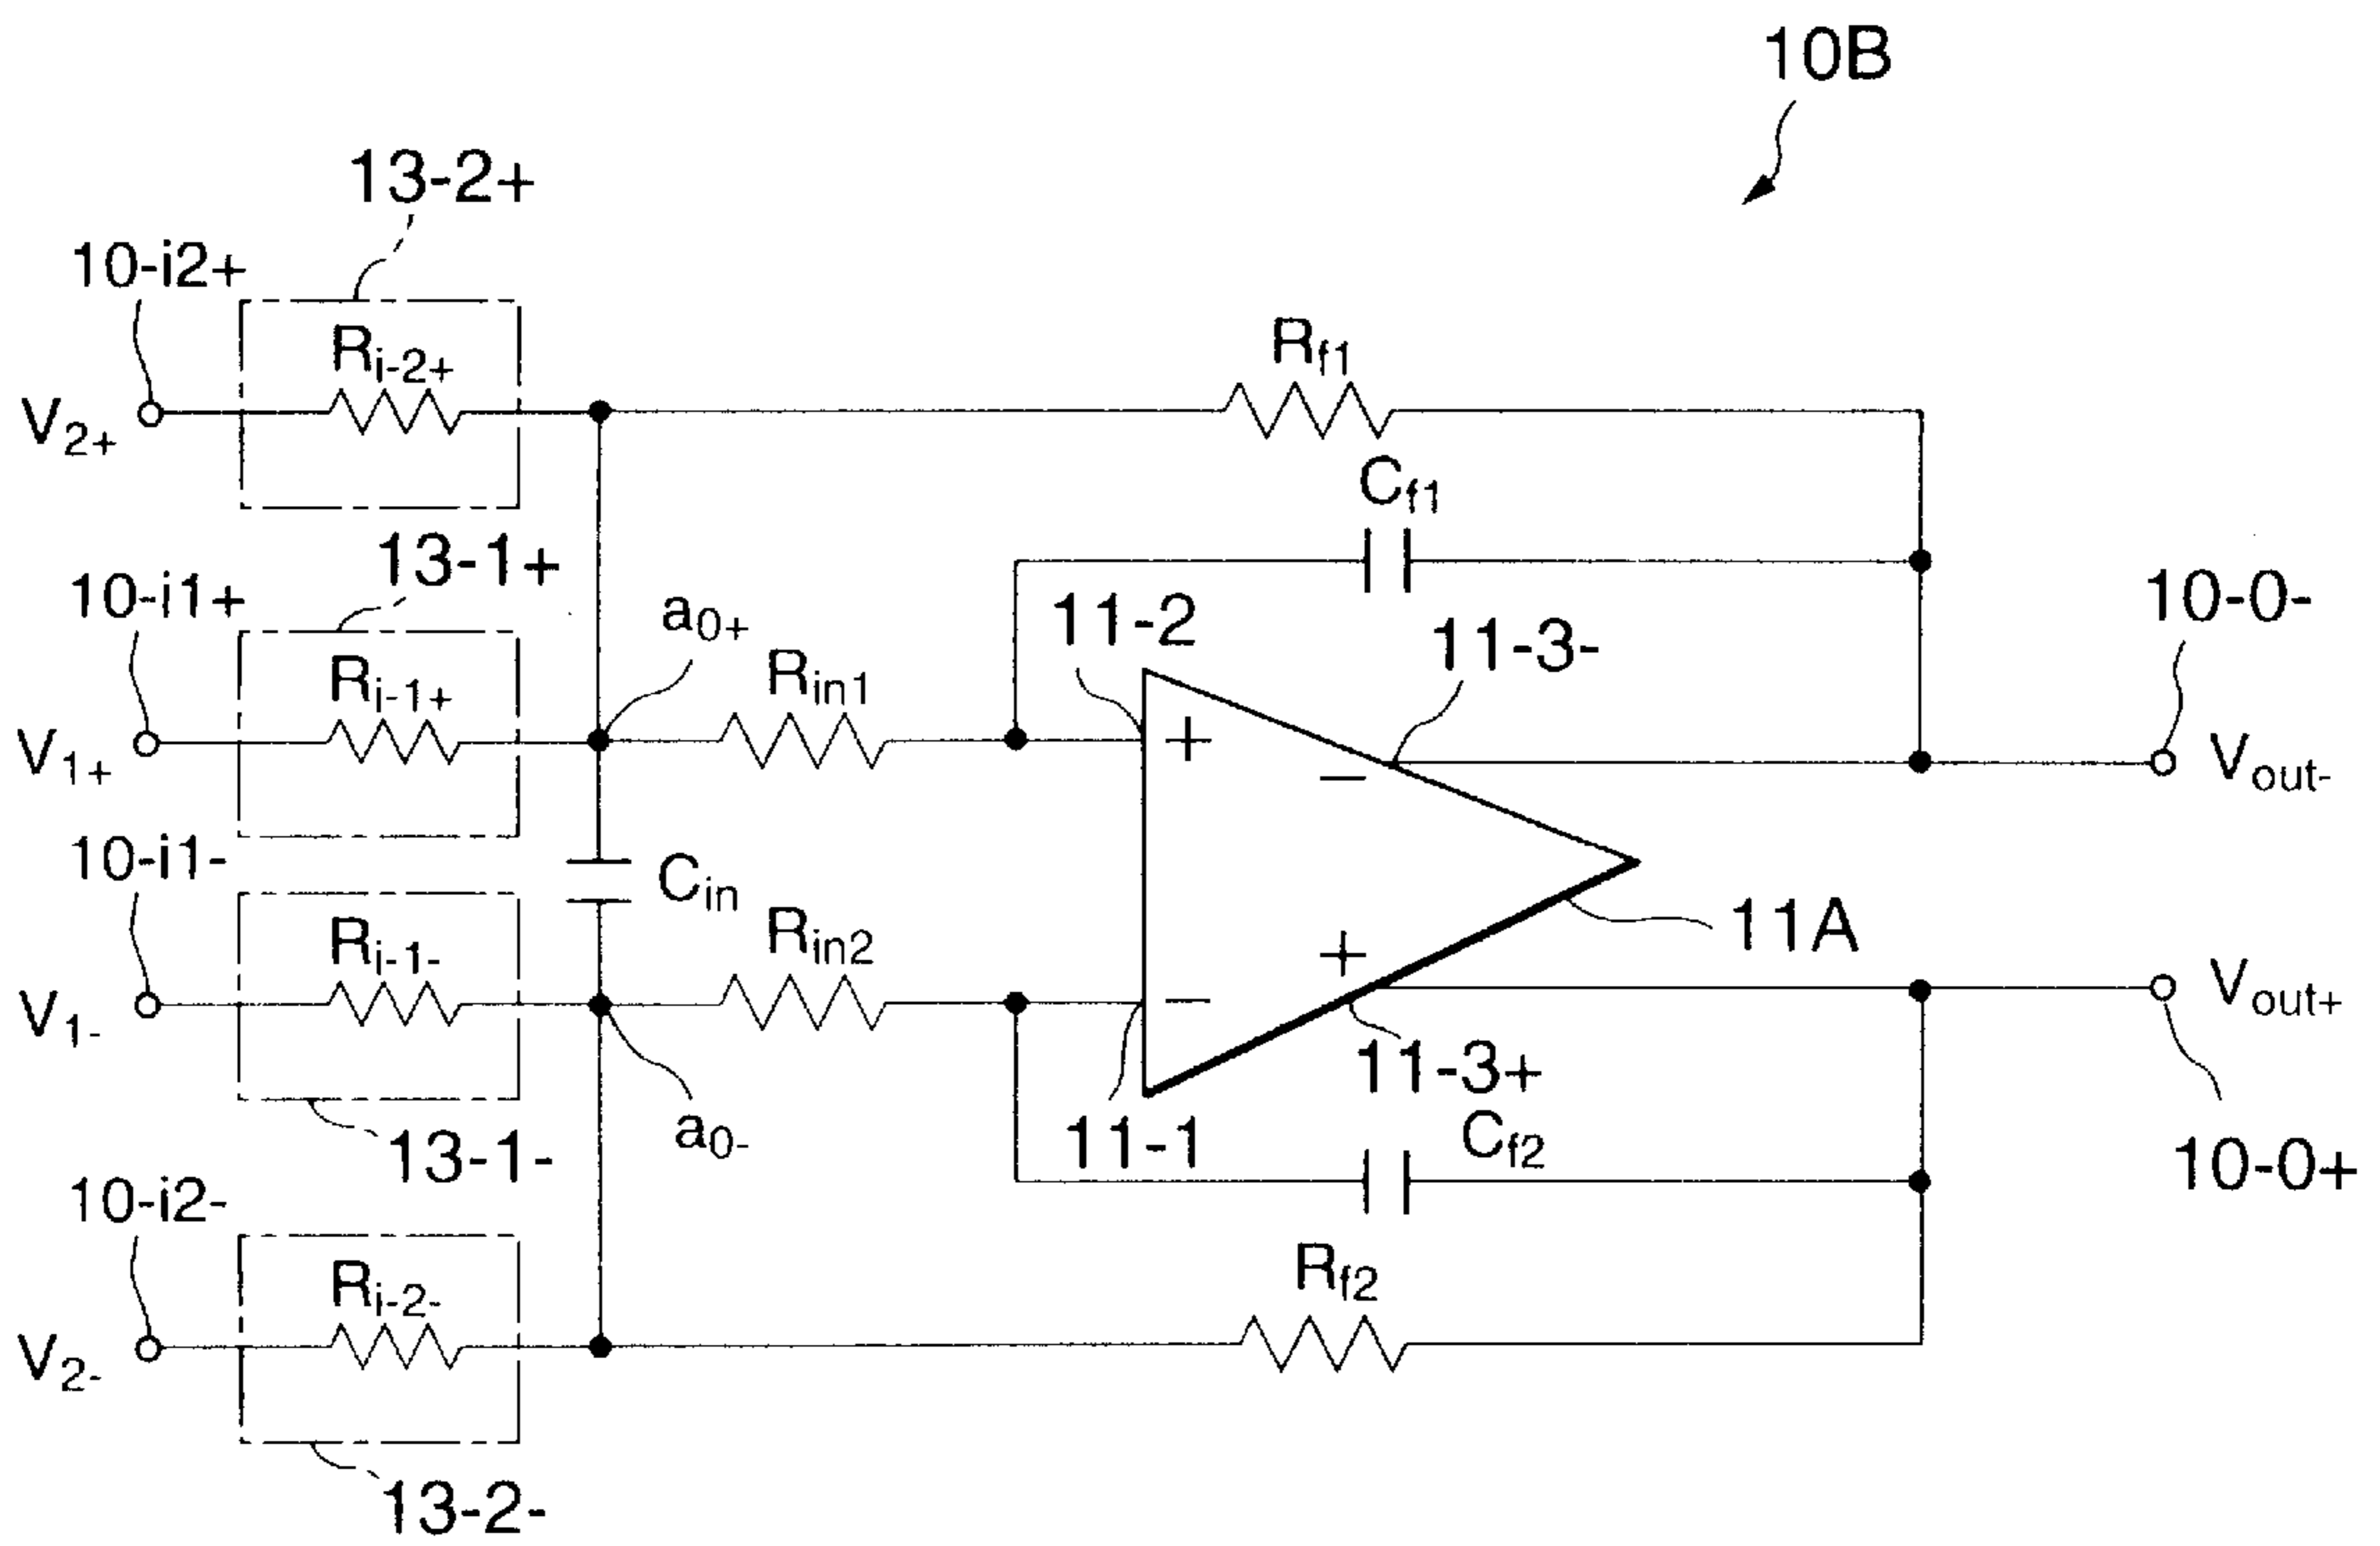 10B
13-2+
10-i2+
Ri-2+
V2+
Rf1
Cf1
13-1+
10-i1+
Ri-1+
V1+
a0+
Rin1
11-2
11-3-
10-0-
+
−
Vout-
10-i1-
Cin
Ri-1-
V1-
Rin2
−
+
11A
Vout+
11-3+
13-1-
a0-
11-1
Cf2
10-0+
10-i2-
Ri-2-
V2-
Rf2
13-2-